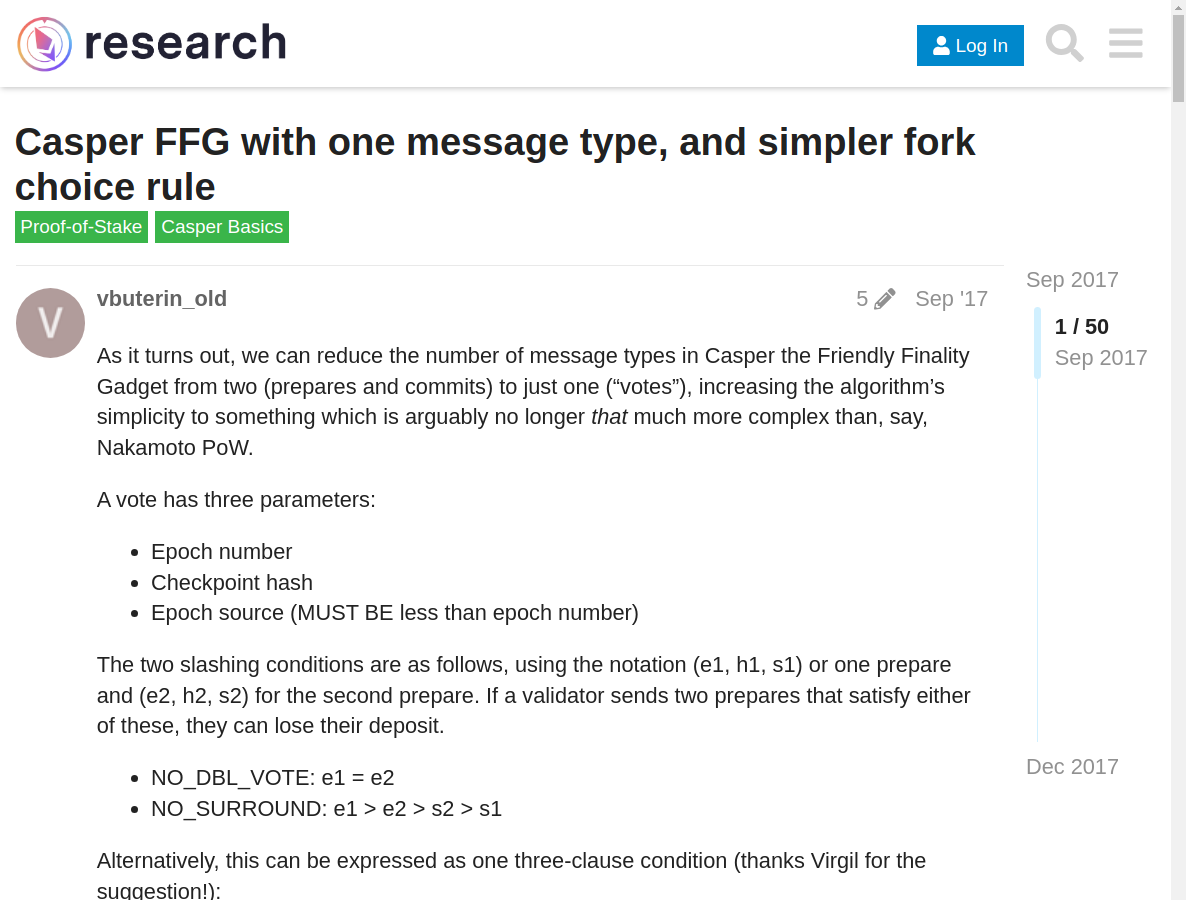 research
Log In
Casper FFG with one message type, and simpler fork
choice rule
Proof-of-Stake Casper Basics
Sep 2017
V
vbuterin_old 5 Sep '17
1 / 50
Sep 2017
As it turns out, we can reduce the number of message types in Casper the Friendly Finality
Gadget from two (prepares and commits) to just one (“votes”), increasing the algorithm’s
simplicity to something which is arguably no longer that much more complex than, say,
Nakamoto PoW.
A vote has three parameters:
• Epoch number
• Checkpoint hash
• Epoch source (MUST BE less than epoch number)
The two slashing conditions are as follows, using the notation (e1, h1, s1) or one prepare
and (e2, h2, s2) for the second prepare. If a validator sends two prepares that satisfy either
of these, they can lose their deposit.
• NO_DBL_VOTE: e1 = e2
• NO_SURROUND: e1 > e2 > s2 > s1
Dec 2017
Alternatively, this can be expressed as one three-clause condition (thanks Virgil for the
suggestion!):